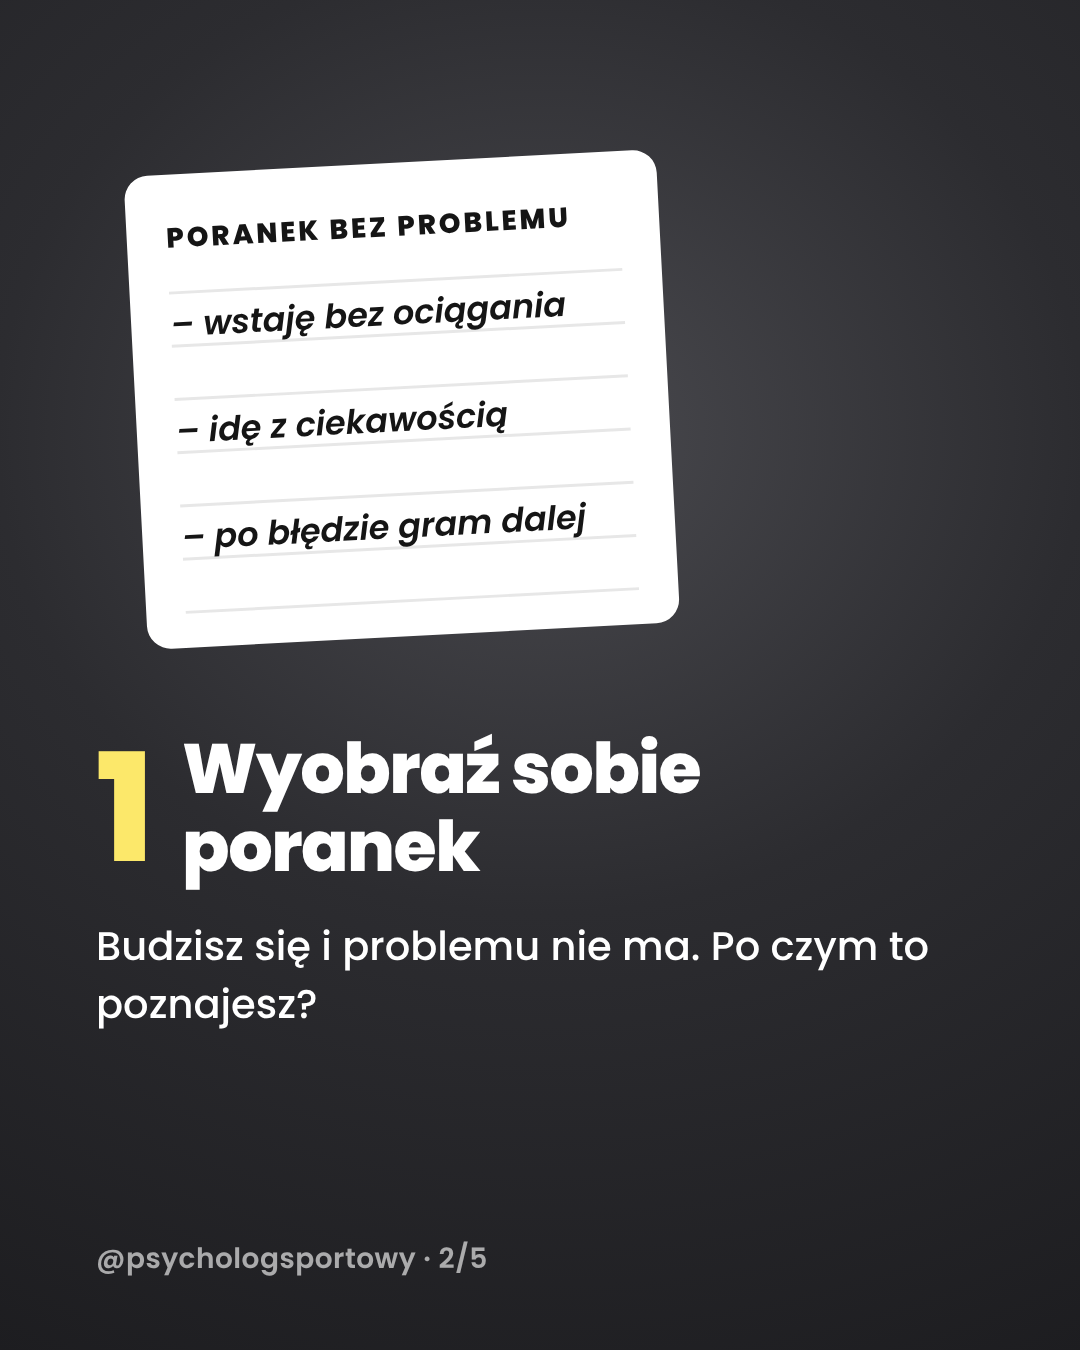 PORANEK BEZ PROBLEMU
– wstaję bez ociągania
– idę z ciekawością
– po błędzie gram dalej
1 Wyobraź sobie
poranek
Budzisz się i problemu nie ma. Po czym to
poznajesz?
@psychologsportowy · 2/5